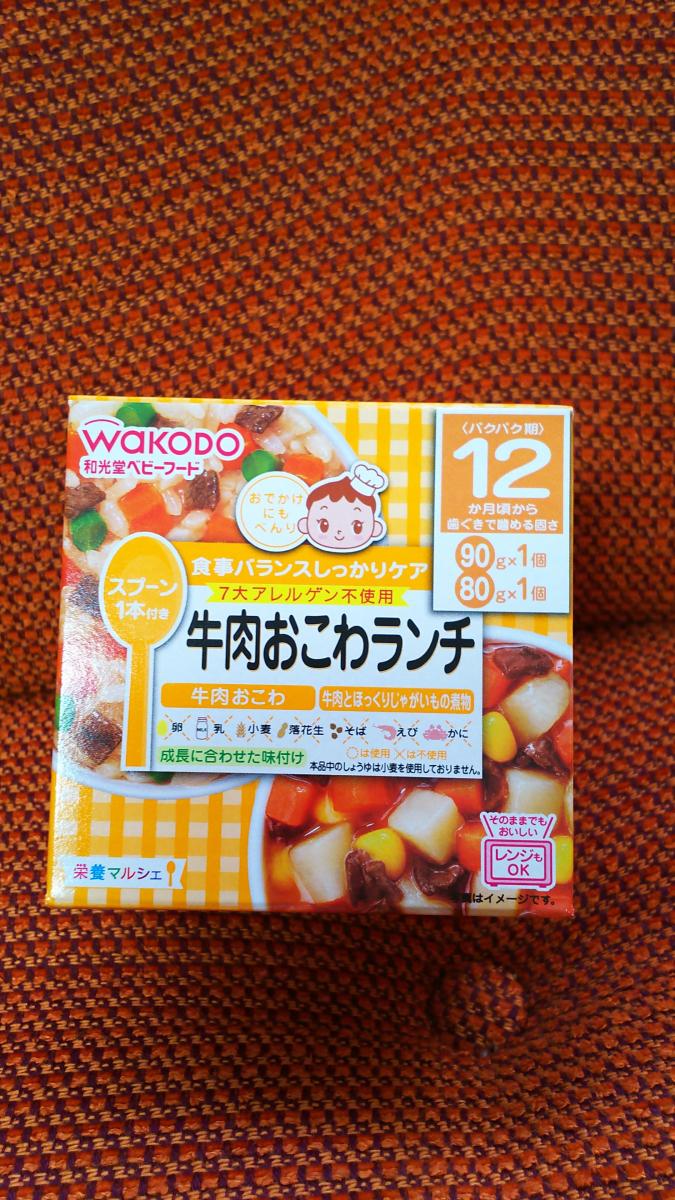 WAKODO
和光堂ベビーフード
〈パクパク期〉
12
か月頃から
歯ぐきで噛める固さ
90g×1個
80g×1個
おでかけ
にも
べんり
スプーン
1本付き
食事バランスしっかりケア
7大アレルゲン不使用
牛肉おこわランチ
牛肉おこわ
牛肉とほっくりじゃがいもの煮物
卵 MILK 乳 小麦 落花生 そば えび かに
成長に合わせた味付け
○は使用 ×は不使用
本品中のしょうゆは小麦を使用しておりません。
そのままでも
おいしい
レンジも
OK
栄養マルシェ
はイメージです。